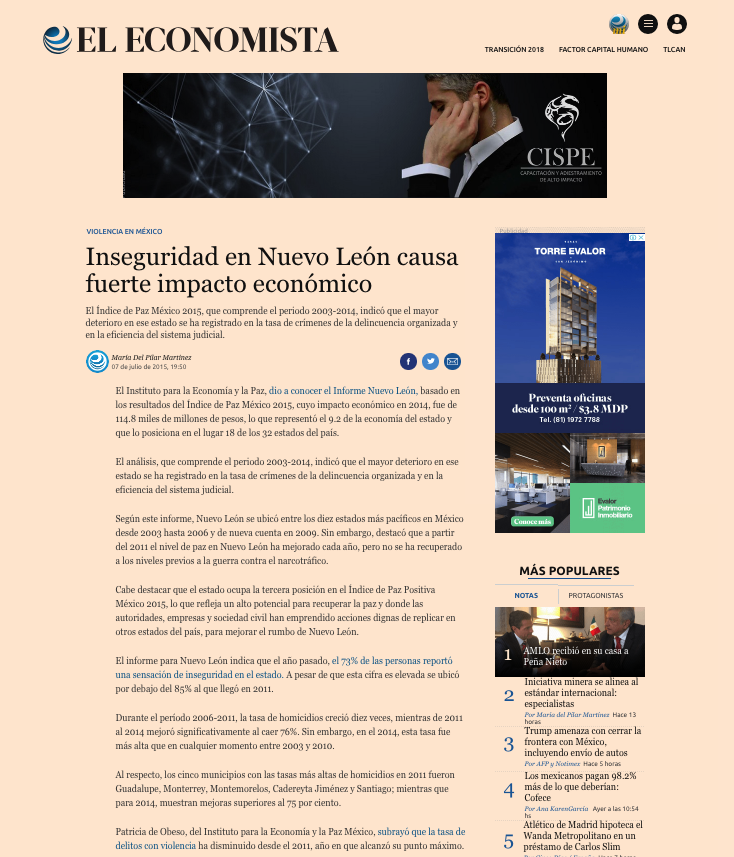 EL ECONOMISTA
TRANSICIÓN 2018 FACTOR CAPITAL HUMANO TLCAN
CISPE
CAPACITACIÓN Y ADIESTRAMIENTO
DE ALTO IMPACTO
VIOLENCIA EN MÉXICO
Inseguridad en Nuevo León causa
fuerte impacto económico
El Índice de Paz México 2015, que comprende el periodo 2003-2014, indicó que el mayor
deterioro en ese estado se ha registrado en la tasa de crímenes de la delincuencia organizada y
en la eficiencia del sistema judicial.
María Del Pilar Martínez
07 de julio de 2015, 19:50
El Instituto para la Economía y la Paz, dio a conocer el Informe Nuevo León, basado en
los resultados del Índice de Paz México 2015, cuyo impacto económico en 2014, fue de
114.8 miles de millones de pesos, lo que representó el 9.2 de la economía del estado y
que lo posiciona en el lugar 18 de los 32 estados del país.
El análisis, que comprende el periodo 2003-2014, indicó que el mayor deterioro en ese
estado se ha registrado en la tasa de crímenes de la delincuencia organizada y en la
eficiencia del sistema judicial.
Según este informe, Nuevo León se ubicó entre los diez estados más pacíficos en México
desde 2003 hasta 2006 y de nueva cuenta en 2009. Sin embargo, destacó que a partir
del 2011 el nivel de paz en Nuevo León ha mejorado cada año, pero no se ha recuperado
a los niveles previos a la guerra contra el narcotráfico.
Cabe destacar que el estado ocupa la tercera posición en el Índice de Paz Positiva
México 2015, lo que refleja un alto potencial para recuperar la paz y donde las
autoridades, empresas y sociedad civil han emprendido acciones dignas de replicar en
otros estados del país, para mejorar el rumbo de Nuevo León.
El informe para Nuevo León indica que el año pasado, el 73% de las personas reportó
una sensación de inseguridad en el estado. A pesar de que esta cifra es elevada se ubicó
por debajo del 85% al que llegó en 2011.
Durante el período 2006-2011, la tasa de homicidios creció diez veces, mientras de 2011
al 2014 mejoró significativamente al caer 76%. Sin embargo, en el 2014, esta tasa fue
más alta que en cualquier momento entre 2003 y 2010.
Al respecto, los cinco municipios con las tasas más altas de homicidios en 2011 fueron
Guadalupe, Monterrey, Montemorelos, Cadereyta Jiménez y Santiago; mientras que
para 2014, muestran mejoras superiores al 75 por ciento.
Patricia de Obeso, del Instituto para la Economía y la Paz México, subrayó que la tasa de
delitos con violencia ha disminuido desde el 2011, año en que alcanzó su punto máximo.
Publicidad
TORRE EVALOR
Preventa oficinas
desde 100 m² / $3.8 MDP
Tel. (81) 1972 7788
Conoce más
Evalor
Patrimonio
Inmobiliario
MÁS POPULARES
NOTAS PROTAGONISTAS
1 AMLO recibió en su casa a
Peña Nieto
2 Iniciativa minera se alinea al
estándar internacional:
especialistas
Por María del Pilar Martínez Hace 13
horas
3 Trump amenaza con cerrar la
frontera con México,
incluyendo envío de autos
Por AFP y Notimex Hace 5 horas
4 Los mexicanos pagan 98.2%
más de lo que deberían:
Cofece
Por Ana KarenGarcía Ayer a las 10:54
hs
5 Atlético de Madrid hipoteca el
Wanda Metropolitano en un
préstamo de Carlos Slim